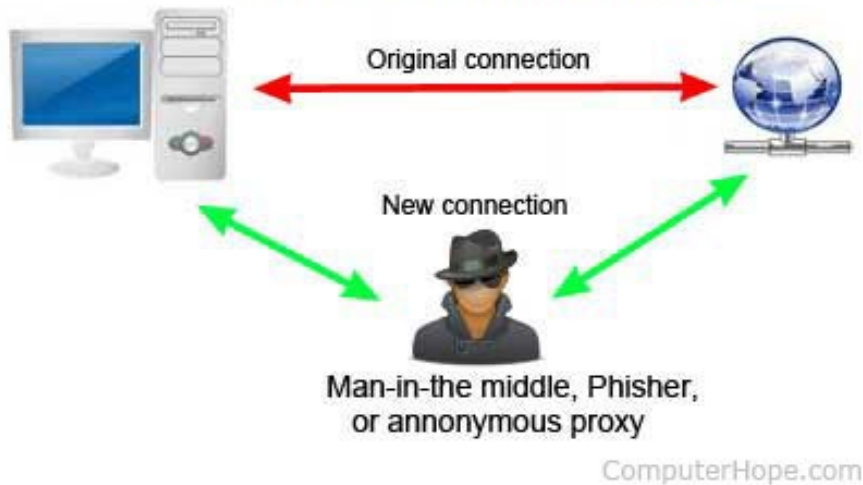 Original connection
New connection
Man-in-the middle, Phisher,
or annonymous proxy
ComputerHope.com